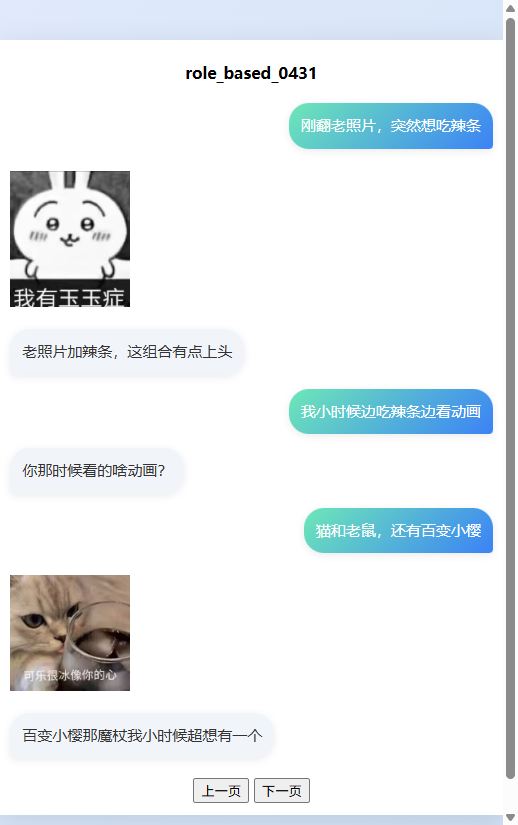 role_based_0431
刚翻老照片，突然想吃辣条
我有玉玉症
老照片加辣条，这组合有点上头
我小时候边吃辣条边看动画
你那时候看的啥动画？
猫和老鼠，还有百变小樱
可乐很冰像你的心
百变小樱那魔杖我小时候超想有一个
上一页 下一页